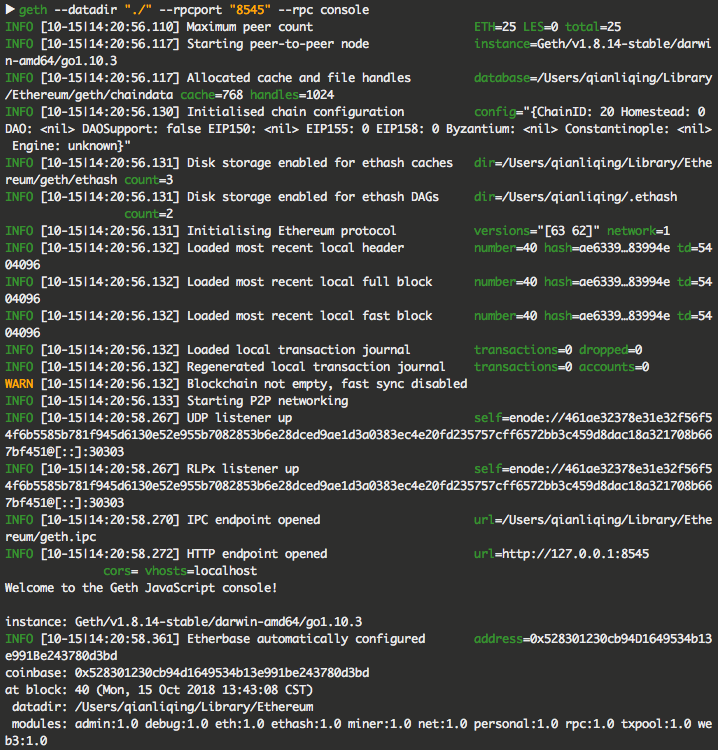 ▶ geth --datadir "./" --rpcport "8545" --rpc console
INFO [10-15|14:20:56.110] Maximum peer count                       ETH=25 LES=0 total=25
INFO [10-15|14:20:56.117] Starting peer-to-peer node               instance=Geth/v1.8.14-stable/darwi
n-amd64/go1.10.3
INFO [10-15|14:20:56.117] Allocated cache and file handles         database=/Users/qianliqing/Library
/Ethereum/geth/chaindata cache=768 handles=1024
INFO [10-15|14:20:56.130] Initialised chain configuration          config="{ChainID: 20 Homestead: 0
DAO: <nil> DAOSupport: false EIP150: <nil> EIP155: 0 EIP158: 0 Byzantium: <nil> Constantinople: <nil>
 Engine: unknown}"
INFO [10-15|14:20:56.131] Disk storage enabled for ethash caches   dir=/Users/qianliqing/Library/Ethe
reum/geth/ethash count=3
INFO [10-15|14:20:56.131] Disk storage enabled for ethash DAGs     dir=/Users/qianliqing/.ethash
                 count=2
INFO [10-15|14:20:56.131] Initialising Ethereum protocol           versions="[63 62]" network=1
INFO [10-15|14:20:56.132] Loaded most recent local header          number=40 hash=ae6339…83994e td=54
04096
INFO [10-15|14:20:56.132] Loaded most recent local full block      number=40 hash=ae6339…83994e td=54
04096
INFO [10-15|14:20:56.132] Loaded most recent local fast block      number=40 hash=ae6339…83994e td=54
04096
INFO [10-15|14:20:56.132] Loaded local transaction journal         transactions=0 dropped=0
INFO [10-15|14:20:56.132] Regenerated local transaction journal    transactions=0 accounts=0
WARN [10-15|14:20:56.132] Blockchain not empty, fast sync disabled
INFO [10-15|14:20:56.133] Starting P2P networking
INFO [10-15|14:20:58.267] UDP listener up                          self=enode://461ae32378e31e32f56f5
4f6b5585b781f945d6130e52e955b7082853b6e28dced9ae1d3a0383ec4e20fd235757cff6572bb3c459d8dac18a321708b66
7bf451@[::]:30303
INFO [10-15|14:20:58.267] RLPx listener up                         self=enode://461ae32378e31e32f56f5
4f6b5585b781f945d6130e52e955b7082853b6e28dced9ae1d3a0383ec4e20fd235757cff6572bb3c459d8dac18a321708b66
7bf451@[::]:30303
INFO [10-15|14:20:58.270] IPC endpoint opened                      url=/Users/qianliqing/Library/Ethe
reum/geth.ipc
INFO [10-15|14:20:58.272] HTTP endpoint opened                     url=http://127.0.0.1:8545
              cors= vhosts=localhost
Welcome to the Geth JavaScript console!

instance: Geth/v1.8.14-stable/darwin-amd64/go1.10.3
INFO [10-15|14:20:58.361] Etherbase automatically configured       address=0x528301230cb94D1649534b13
e991Be243780d3bd
coinbase: 0x528301230cb94d1649534b13e991be243780d3bd
at block: 40 (Mon, 15 Oct 2018 13:43:08 CST)
 datadir: /Users/qianliqing/Library/Ethereum
 modules: admin:1.0 debug:1.0 eth:1.0 ethash:1.0 miner:1.0 net:1.0 personal:1.0 rpc:1.0 txpool:1.0 we
b3:1.0